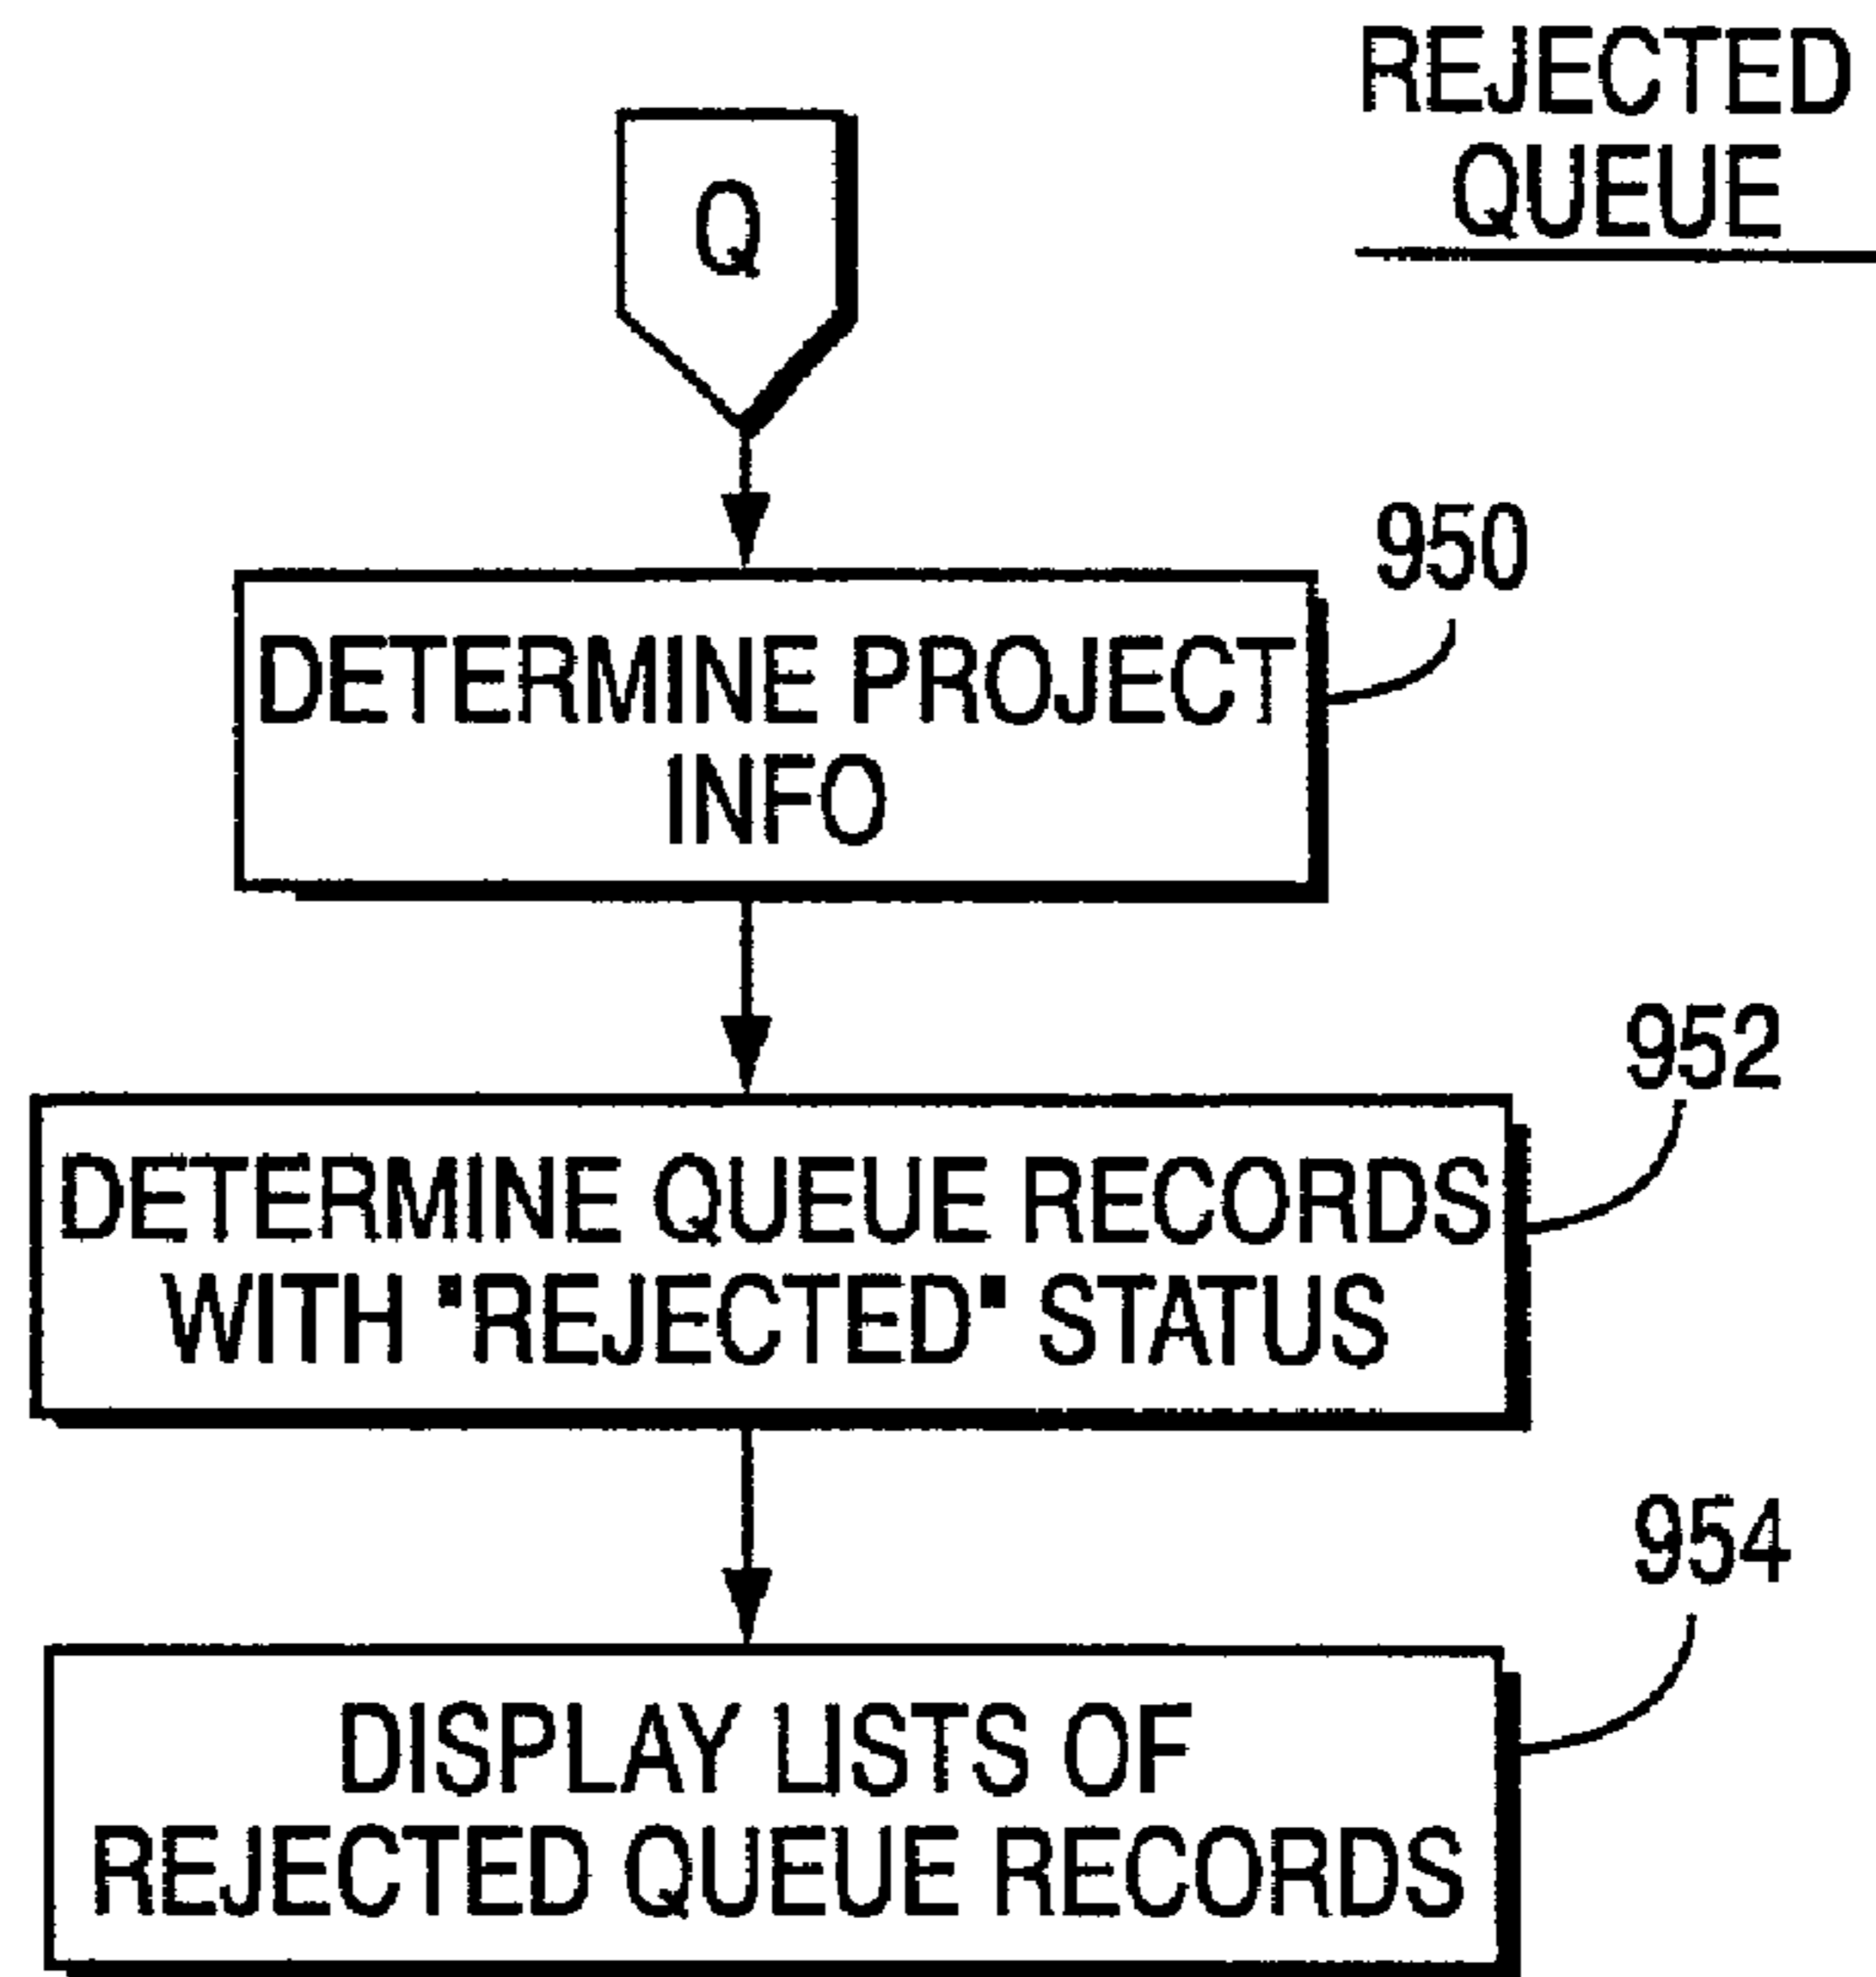 REJECTED
QUEUE
Q
950
DETERMINE PROJECT
INFO
952
DETERMINE QUEUE RECORDS
WITH "REJECTED" STATUS
954
DISPLAY LISTS OF
REJECTED QUEUE RECORDS